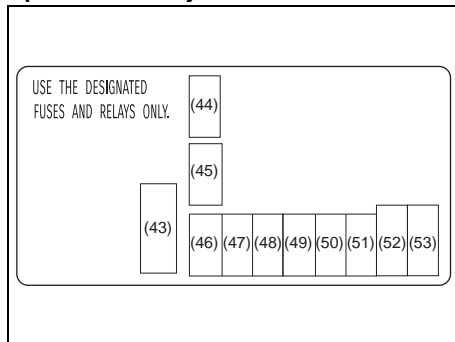 USE THE DESIGNATED
FUSES AND RELAYS ONLY.
(44)
(45)
(43)
(46) (47) (48) (49) (50) (51) (52) (53)